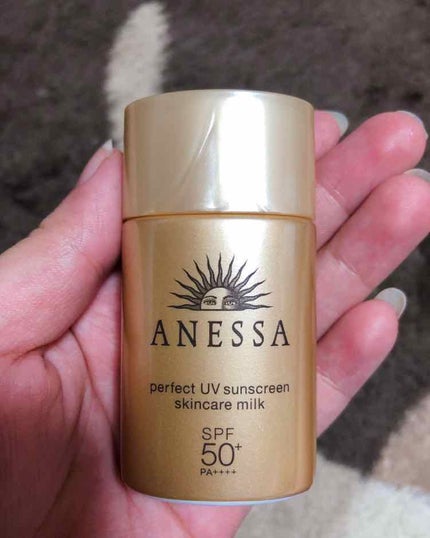 ANESSA
perfect UV sunscreen
skincare milk
SPF
50+
PA++++